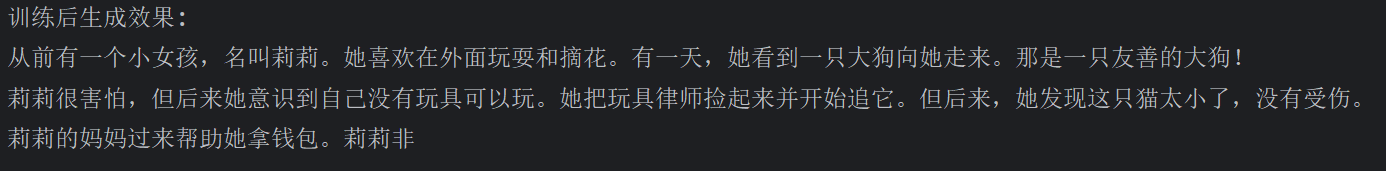 训练后生成效果：
从前有一个小女孩，名叫莉莉。她喜欢在外面玩耍和摘花。有一天，她看到一只大狗向她走来。那是一只友善的大狗！
莉莉很害怕，但后来她意识到自己没有玩具可以玩。她把玩具律师捡起来并开始追它。但后来，她发现这只猫太小了，没有受伤。
莉莉的妈妈过来帮助她拿钱包。莉莉非